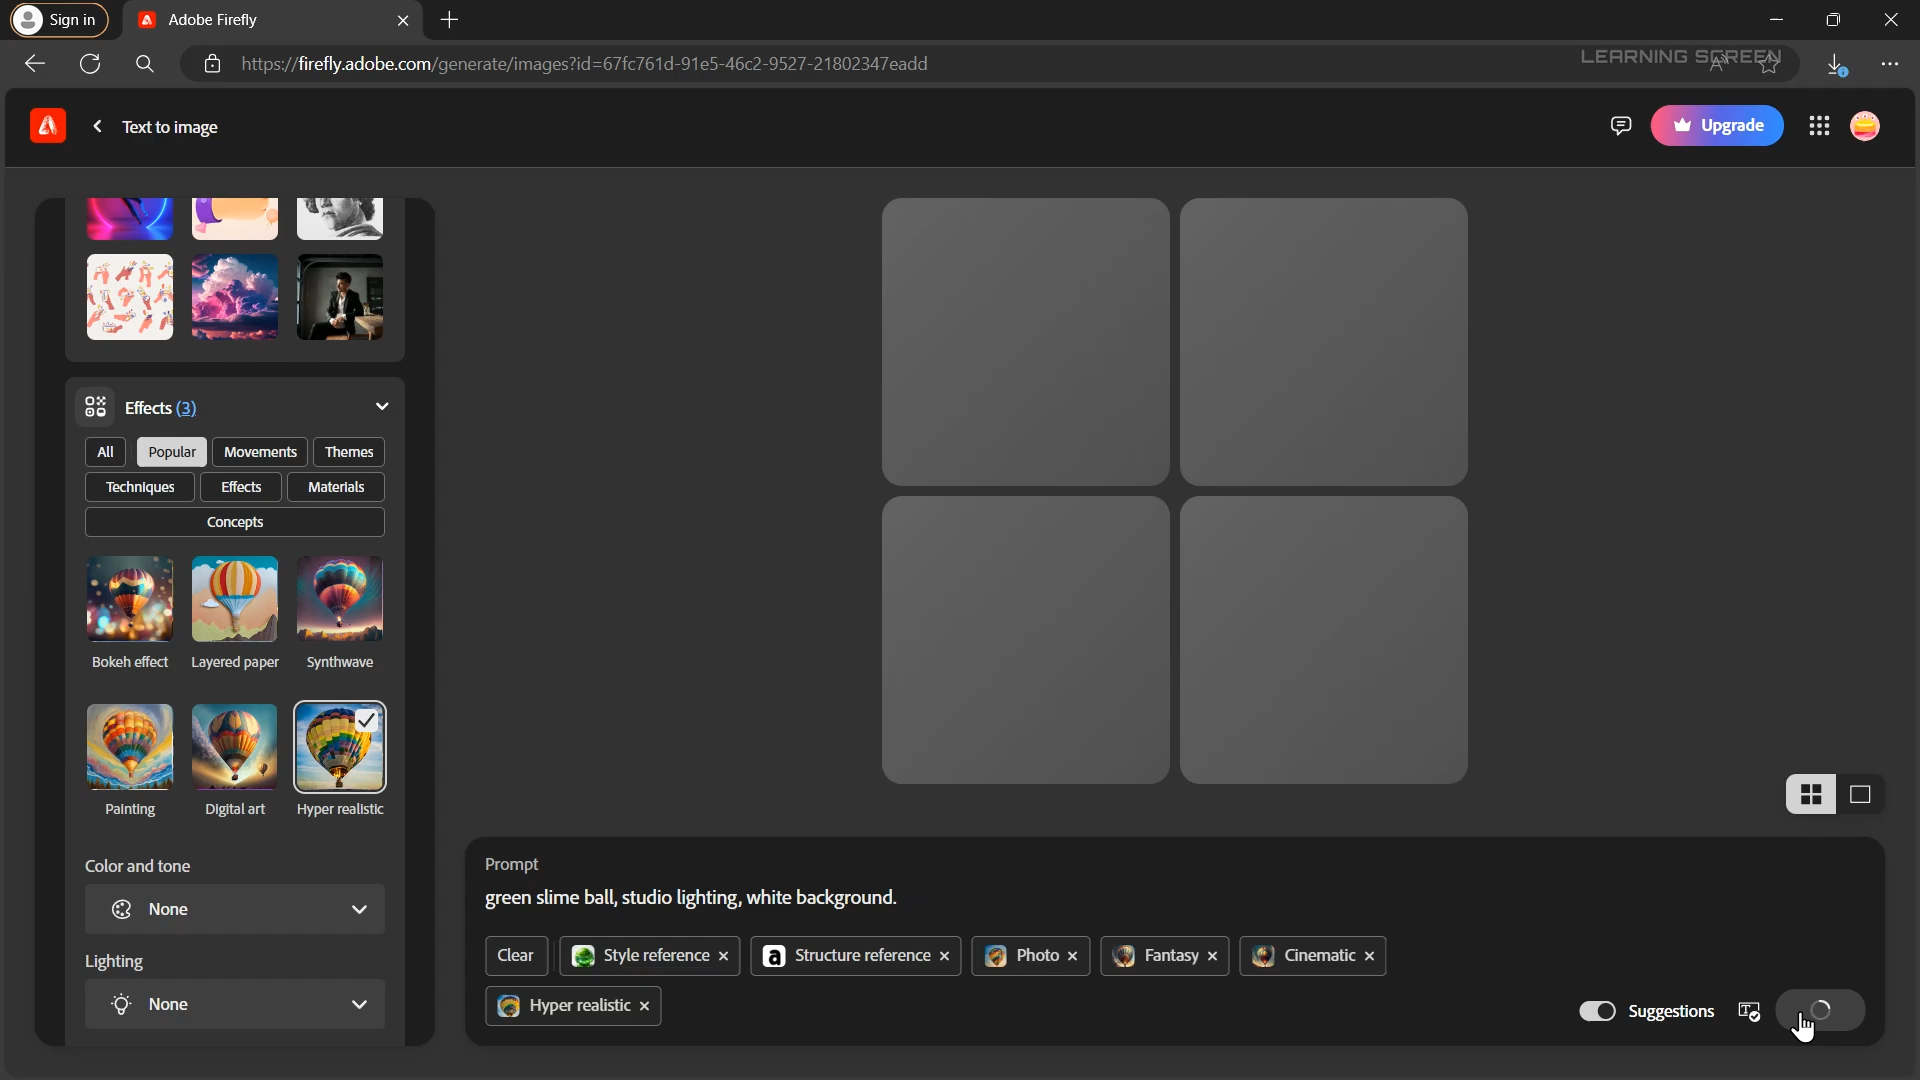 Sign in
Adobe Firefly
https://firefly.adobe.com/generate/images?id=67fc761d-91e5-46c2-9527-21802347eadd
LEARNING SCREEN
Text to image
Upgrade
Effects (3)
All
Popular
Movements
Themes
Techniques
Effects
Materials
Concepts
Bokeh effect
Layered paper
Synthwave
Painting
Digital art
Hyper realistic
Color and tone
None
Lighting
None
Prompt
green slime ball, studio lighting, white background.
Clear
Style reference
a
Structure reference
Photo
Fantasy
Cinematic
Hyper realistic
Suggestions